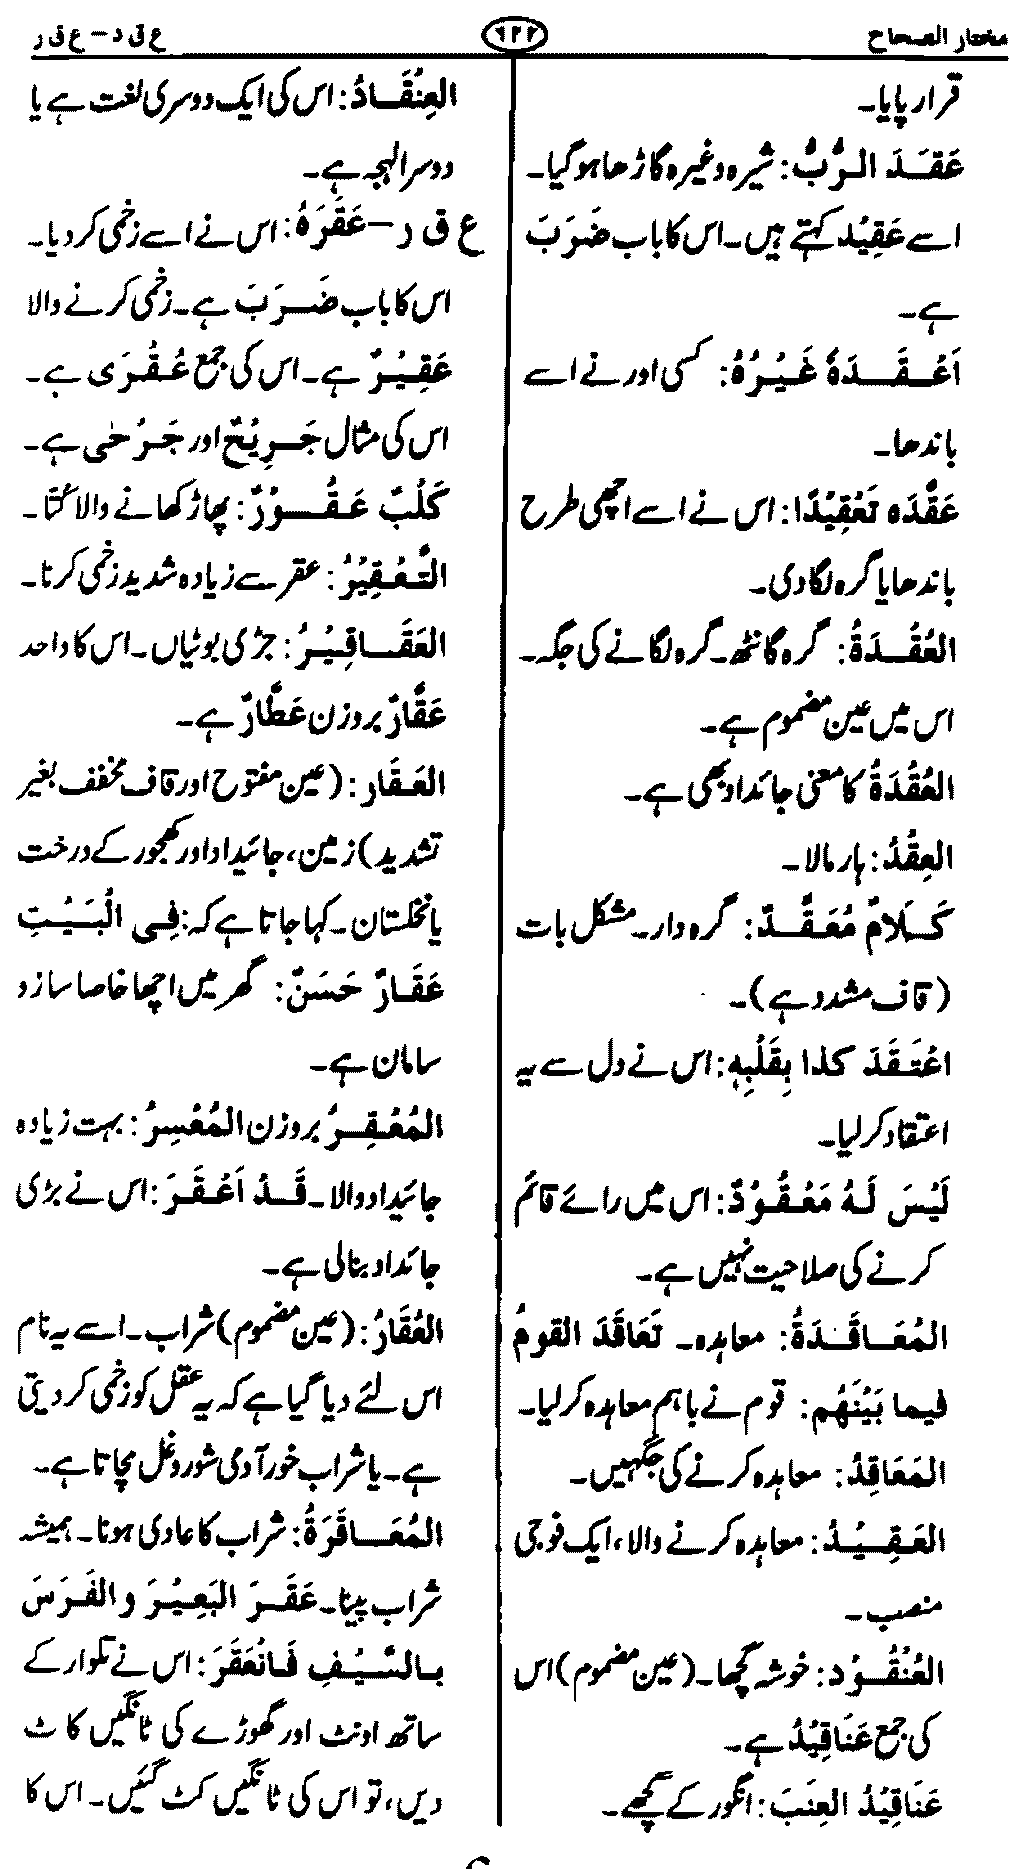 مختار الصحاح
۶۲۲
ع ق د – ع ق ر
قرار پایا۔
عَقَدَ الرُّبُّ: شیرہ وغیرہ گاڑھا ہو گیا۔
اسے عَقِیْد کہتے ہیں۔ اس کا باب ضَرَبَ
ہے۔
اَعْقَدَهٗ غَیْرُهُ: کسی اور نے اسے
باندھا۔
عَقَّدَه تَعْقِیْدًا: اس نے اسے اچھی طرح
باندھا یا گرہ لگا دی۔
العُقْدَةُ: گرہ گانٹھ۔ گرہ لگانے کی جگہ۔
اس میں عین مضموم ہے۔
العُقْدَةُ کا معنی جائداد بھی ہے۔
العِقْدُ: ہار مالا۔
کَلَامٌ مُعَقَّدٌ: گرہ دار۔ مشکل بات
(قاف مشدد ہے)۔
اعْتَقَدَ کذا بِقَلْبِهٖ: اس نے دل سے یہ
اعتقاد کر لیا۔
لَیْسَ لَهُ مَعْقُوْدٌ: اس میں رائے قائم
کرنے کی صلاحیت نہیں ہے۔
المُعَاقَدَةُ: معاہدہ۔ تَعَاقَدَ القومُ
فیما بَیْنَهُم: قوم نے باہم معاہدہ کر لیا۔
المَعَاقِدُ: معاہدہ کرنے کی جگہیں۔
العَقِیْدُ: معاہدہ کرنے والا، ایک فوجی
منصب۔
العُنْقُوْد: خوشہ گچھا۔ (عین مضموم) اس
کی جمع عَنَاقِیْدُ ہے۔
عَنَاقِیْدُ العِنَبَ: انگور کے گچھے۔
العِنْقَادُ: اس کی ایک دوسری لغت ہے یا
دوسرا لہجہ ہے۔
ع ق ر – عَقَرَهُ: اس نے اسے زخمی کر دیا۔
اس کا باب ضَرَبَ ہے۔ زخمی کرنے والا
عَقِیْرٌ ہے۔ اس کی جمع عَقْرَی ہے۔
اس کی مثال جَرِیْحٌ اور جَرْحٰی ہے۔
کَلْبٌ عَقُوْرٌ: پھاڑ کھانے والا کُتّا۔
التَّعْقِیْرُ: عقر سے زیادہ شدید زخمی کرنا۔
العَقَاقِیْرُ: جڑی بوٹیاں۔ اس کا واحد
عَقَّارٌ بروزن عَطَّارٌ ہے۔
العَقَار: (عین مفتوح اور قاف مخفف بغیر
تشدید) زمین، جائیداد اور کھجور کے درخت
یا نخلستان۔ کہا جاتا ہے کہ: فِی الْبَیْتِ
عَقَارٌ حَسَنٌ: گھر میں اچھا خاصا ساز و
سامان ہے۔
المُعْقِرُ بروزن المُعْسِرُ: بہت زیادہ
جائیداد والا۔ قَدْ اَعْقَرَ: اس نے بڑی
جائداد بنا لی ہے۔
العُقَارُ: (عین مضموم) شراب۔ اسے یہ نام
اس لئے دیا گیا ہے کہ یہ عقل کو زخمی کر دیتی
ہے۔ یا شراب خور آدمی شور و غل مچاتا ہے۔
المُعَاقَرَةُ: شراب کا عادی ہونا۔ ہمیشہ
شراب پینا۔ عَقَرَ البَعِیْرَ و الفَرَسَ
بِالسَّیْفِ فَانْعَقَرَ: اس نے تلوار کے
ساتھ اونٹ اور گھوڑے کی ٹانگیں کاٹ
دیں، تو اس کی ٹانگیں کٹ گئیں۔ اس کا